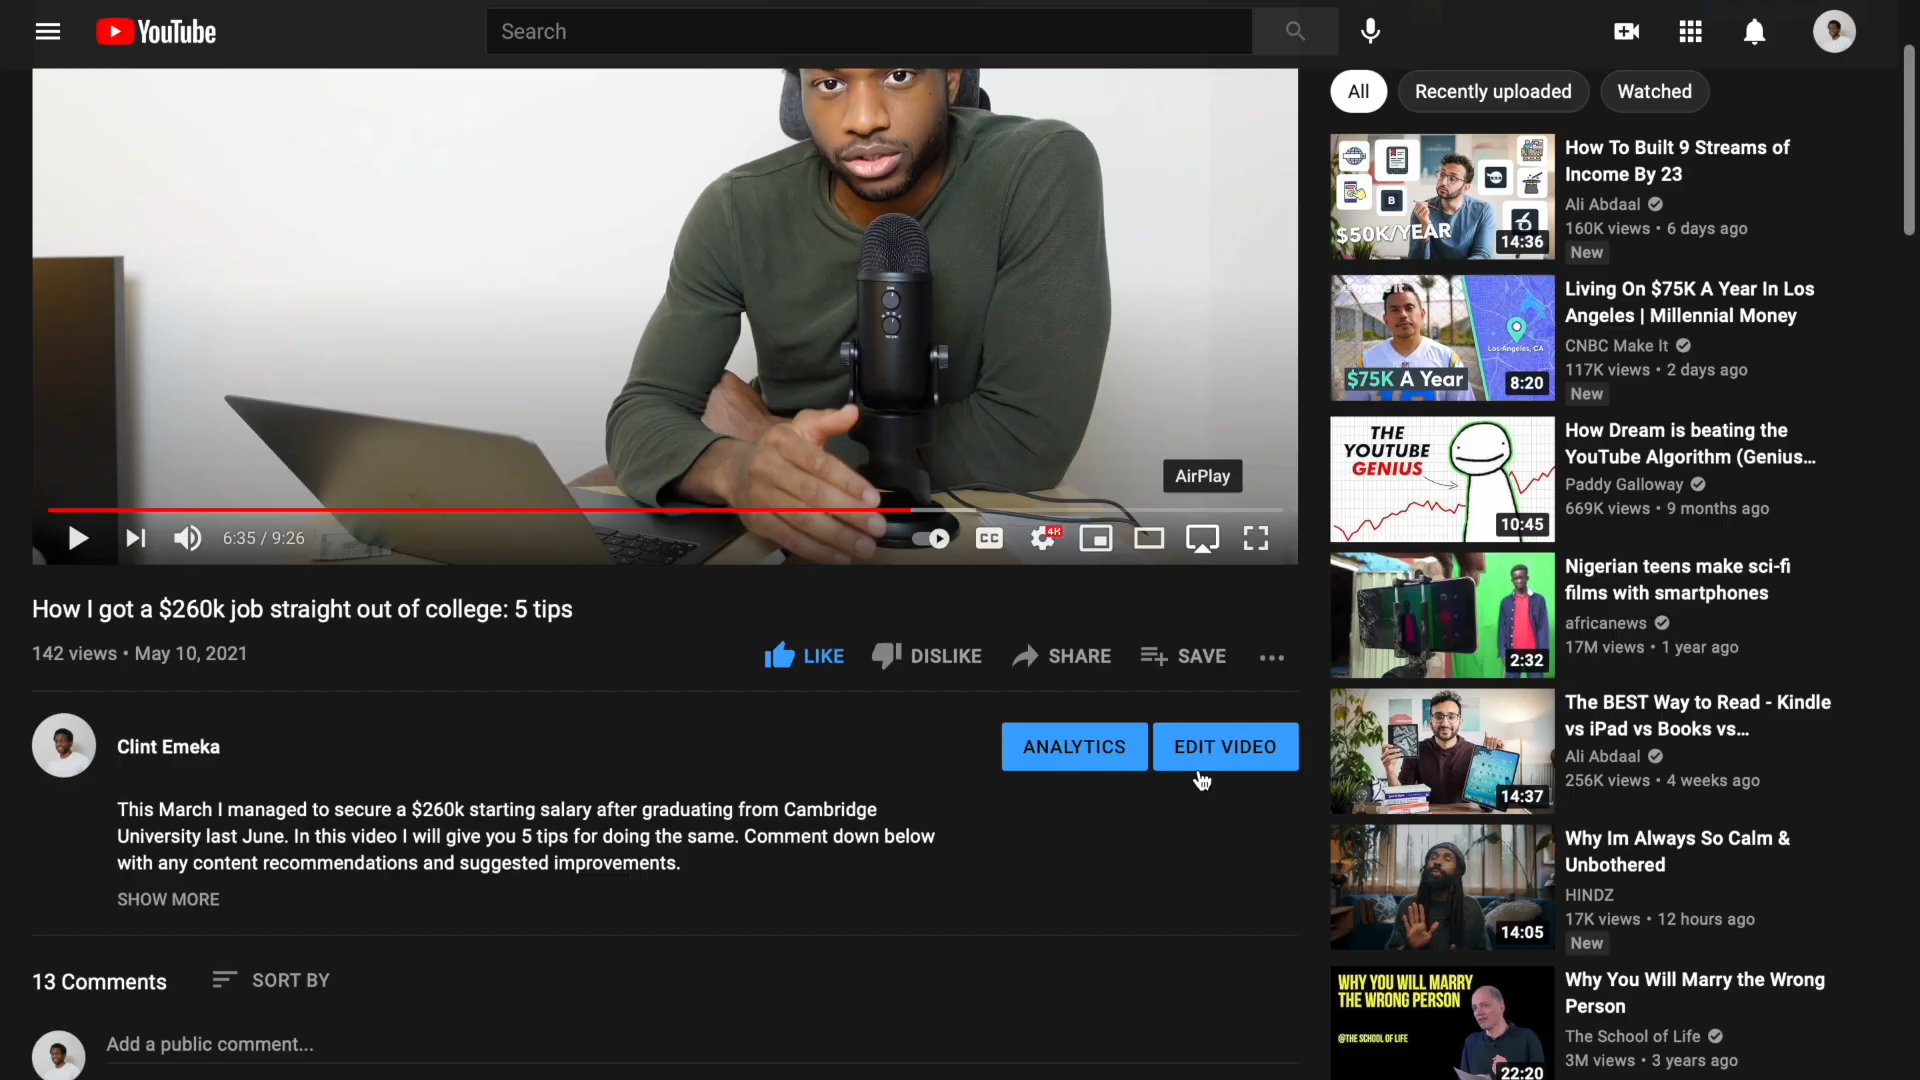 YouTube
Search
AirPlay
6:35 / 9:26
CC
4K
How I got a $260k job straight out of college: 5 tips
142 views • May 10, 2021
LIKE
DISLIKE
SHARE
SAVE
Clint Emeka
ANALYTICS
EDIT VIDEO
This March I managed to secure a $260k starting salary after graduating from Cambridge
University last June. In this video I will give you 5 tips for doing the same. Comment down below
with any content recommendations and suggested improvements.
SHOW MORE
13 Comments
SORT BY
Add a public comment...
All
Recently uploaded
Watched
B
$50K/YEAR
14:36
How To Built 9 Streams of
Income By 23
Ali Abdaal
160K views • 6 days ago
New
Los Angeles, CA
$75K A Year
8:20
Living On $75K A Year In Los
Angeles | Millennial Money
CNBC Make It
117K views • 2 days ago
New
THE
YOUTUBE
GENIUS
10:45
How Dream is beating the
YouTube Algorithm (Genius...
Paddy Galloway
669K views • 9 months ago
2:32
Nigerian teens make sci-fi
films with smartphones
africanews
17M views • 1 year ago
14:37
The BEST Way to Read - Kindle
vs iPad vs Books vs...
Ali Abdaal
256K views • 4 weeks ago
14:05
Why Im Always So Calm &
Unbothered
HINDZ
17K views • 12 hours ago
New
WHY YOU WILL MARRY
THE WRONG PERSON
@THE SCHOOL OF LIFE
22:20
Why You Will Marry the Wrong
Person
The School of Life
3M views • 3 years ago